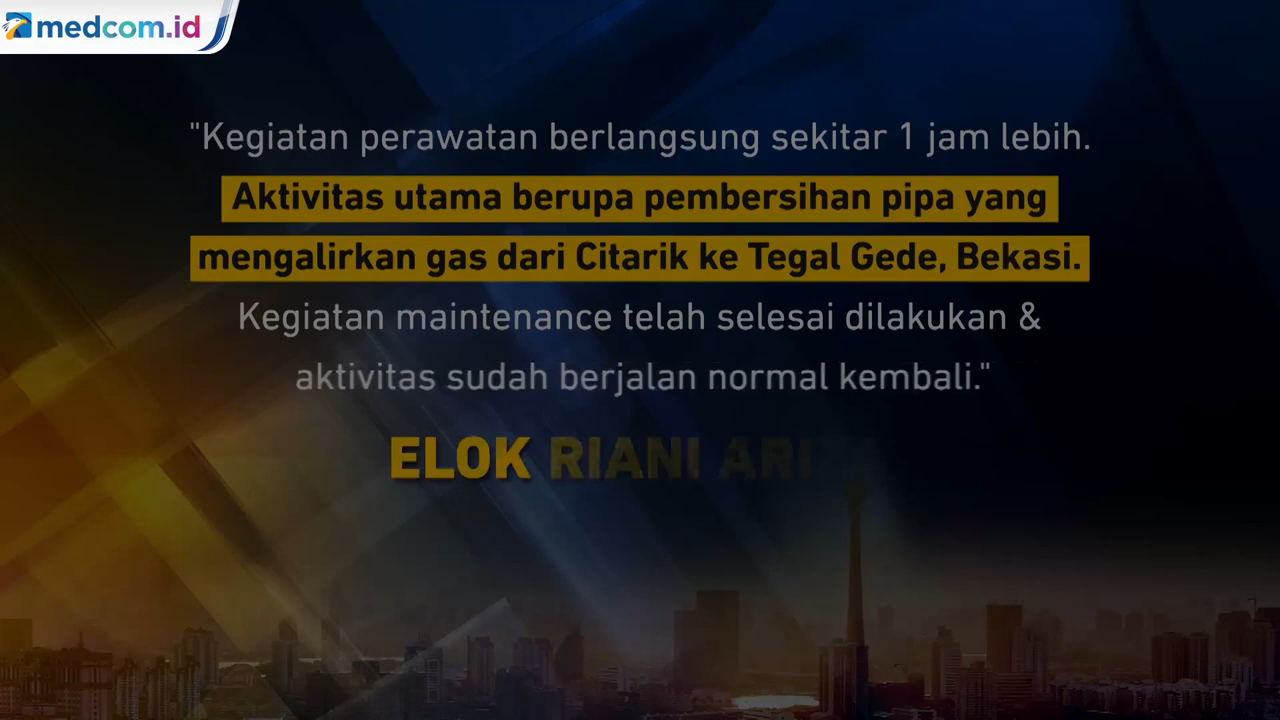 medcom.id
"Kegiatan perawatan berlangsung sekitar 1 jam lebih.
Aktivitas utama berupa pembersihan pipa yang
mengalirkan gas dari Citarik ke Tegal Gede, Bekasi.
Kegiatan maintenance telah selesai dilakukan &
aktivitas sudah berjalan normal kembali."
ELOK RIANI